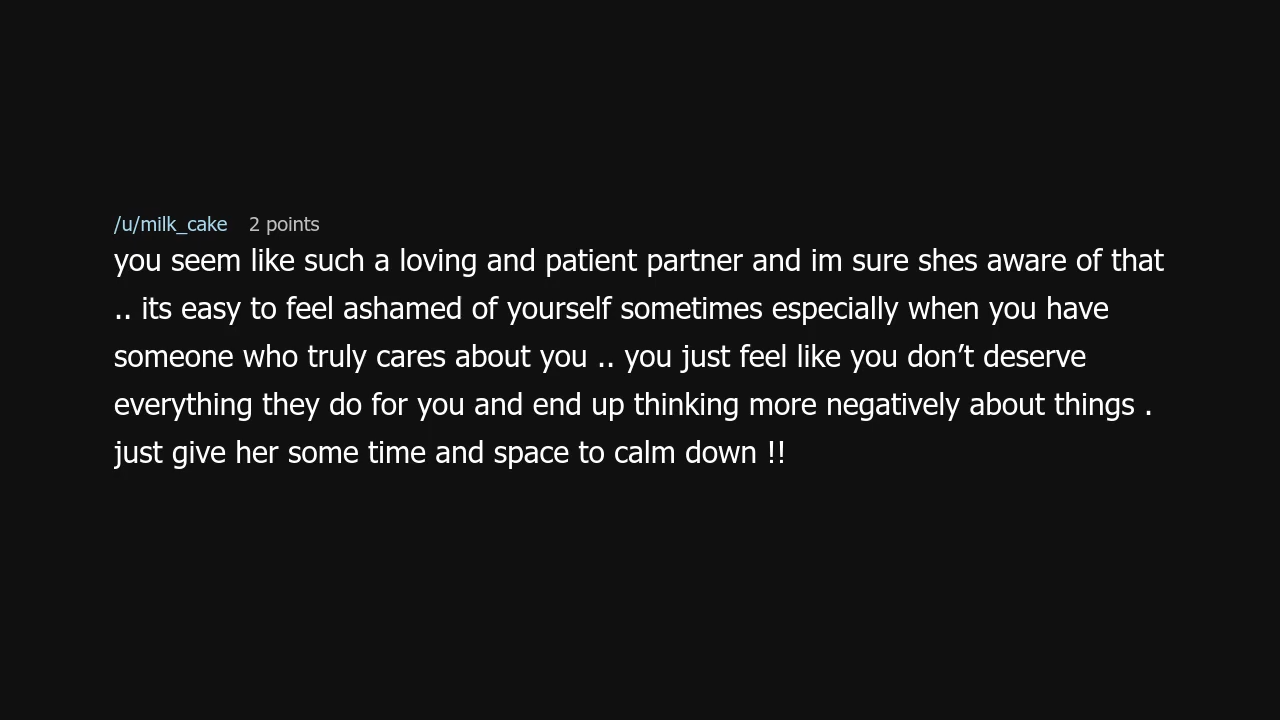 /u/milk_cake 2 points
you seem like such a loving and patient partner and im sure shes aware of that
.. its easy to feel ashamed of yourself sometimes especially when you have
someone who truly cares about you .. you just feel like you don’t deserve
everything they do for you and end up thinking more negatively about things .
just give her some time and space to calm down !!